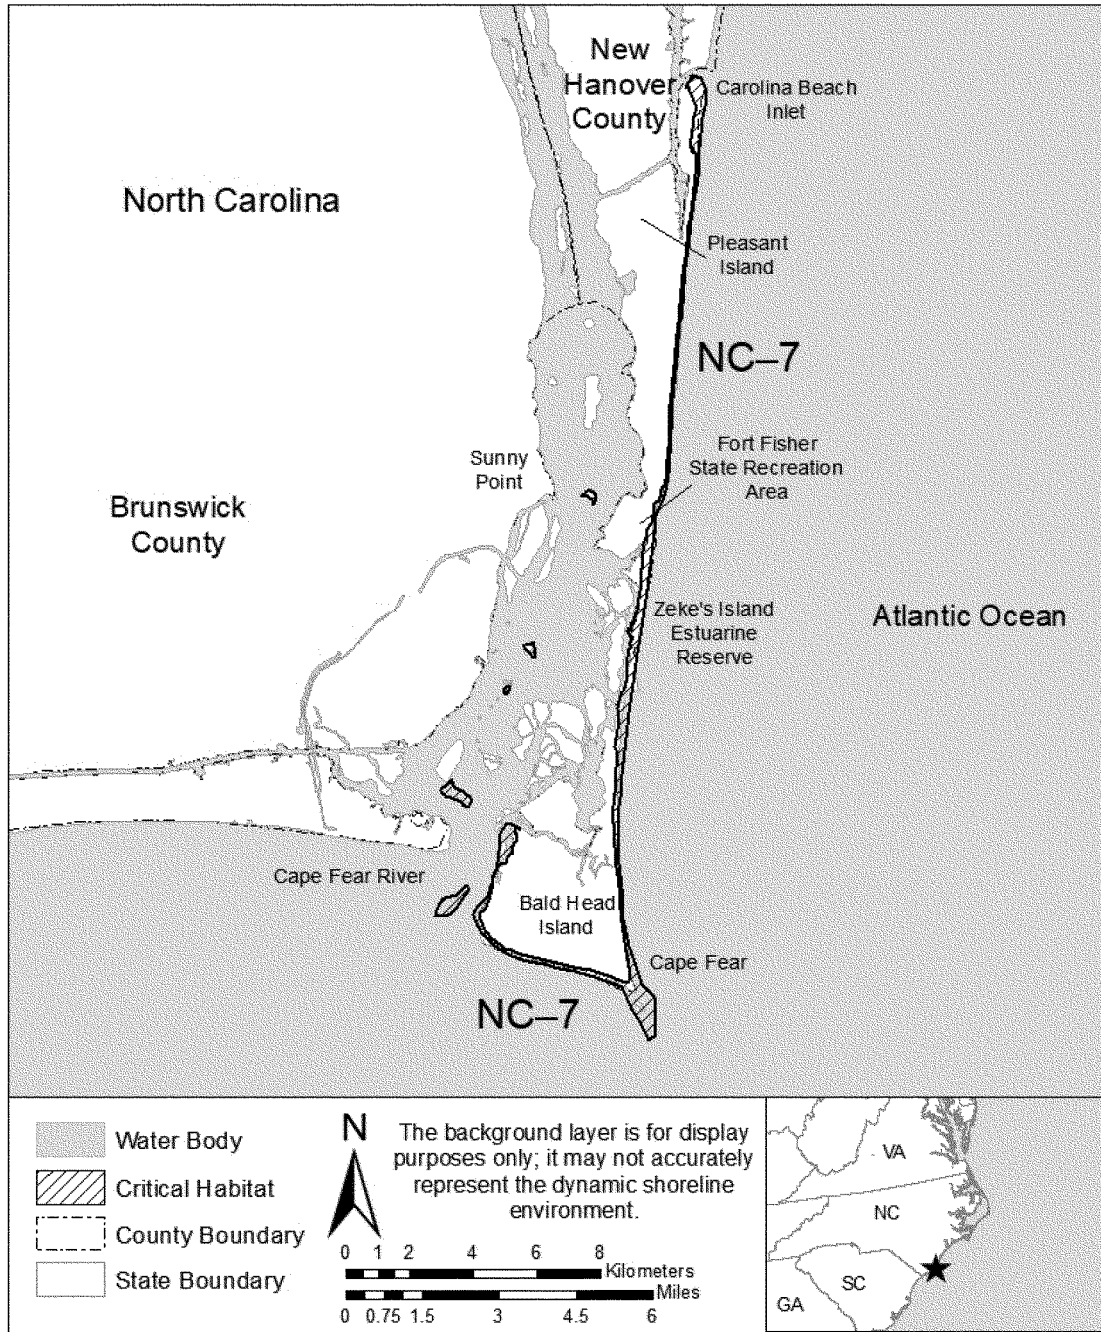 New
Hanover
County
Carolina Beach
Inlet
North Carolina
Pleasant
Island
NC–7
Fort Fisher
State Recreation
Area
Sunny
Point
Brunswick
County
Zeke's Island
Estuarine
Reserve
Atlantic Ocean
Cape Fear River
Bald Head
Island
Cape Fear
NC–7
Water Body
Critical Habitat
County Boundary
State Boundary
N
The background layer is for display
purposes only; it may not accurately
represent the dynamic shoreline
environment.
0 1 2 4 6 8
Kilometers
Miles
0 0.75 1.5 3 4.5 6
VA
NC
SC
GA